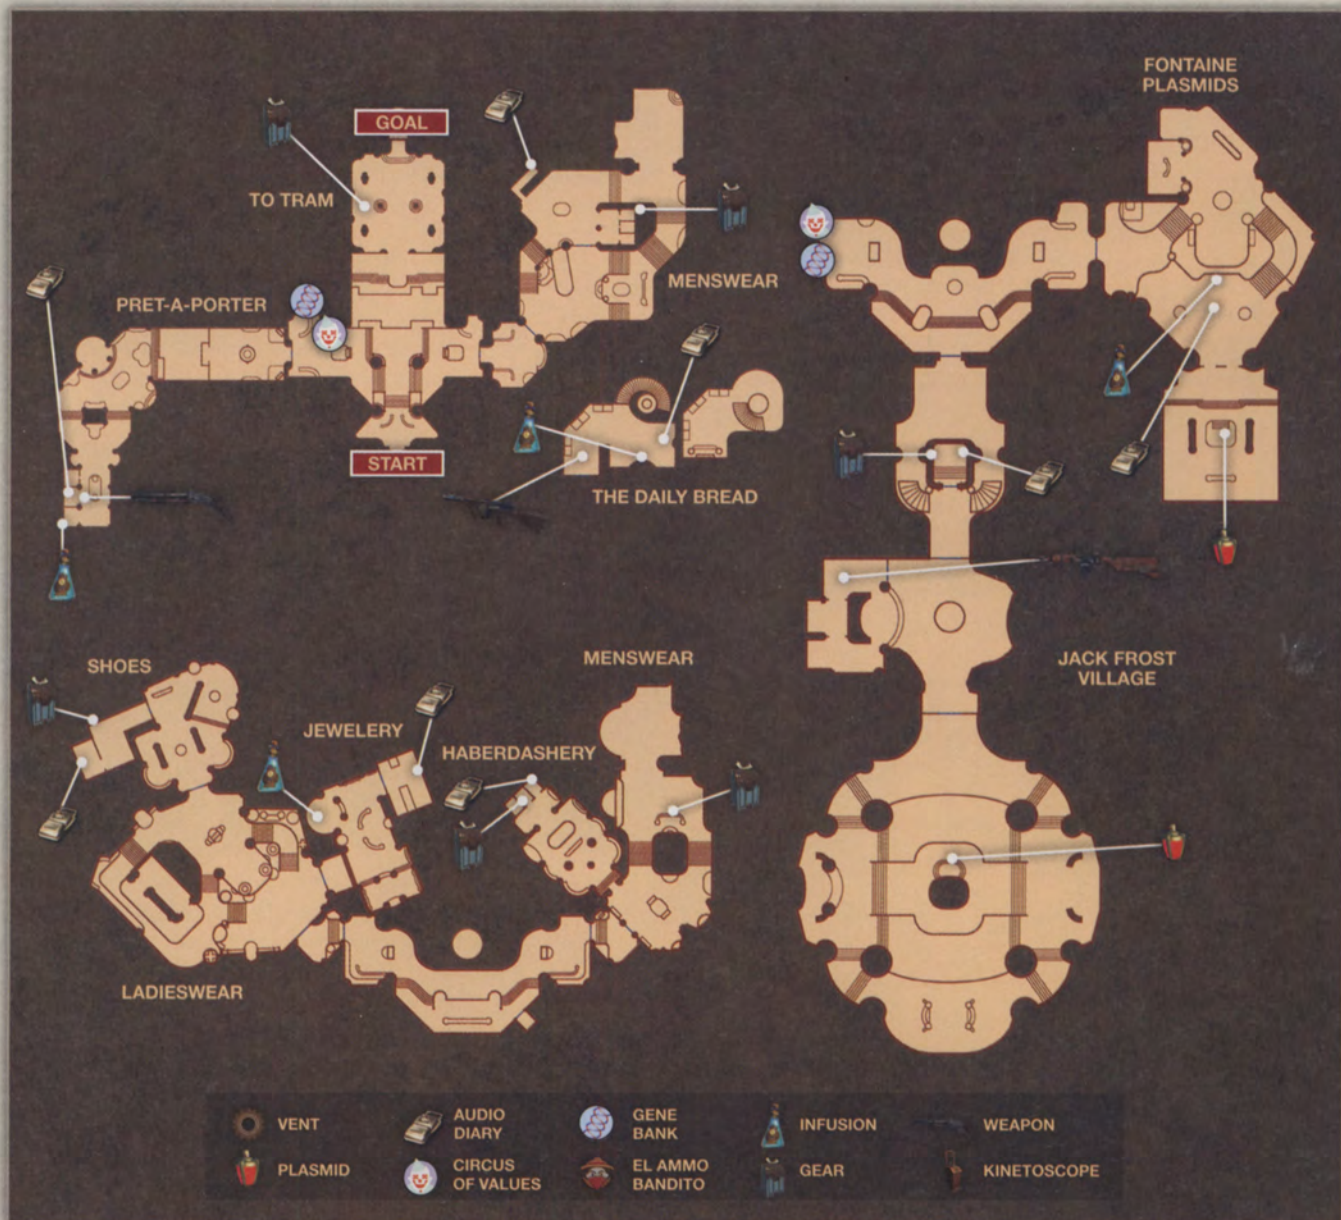 FONTAINE
PLASMIDS
GOAL
TO TRAM
MENSWEAR
PRET-A-PORTER
START
THE DAILY BREAD
JACK FROST
VILLAGE
SHOES
MENSWEAR
JEWELERY
HABERDASHERY
LADIESWEAR
VENT
AUDIO
DIARY
GENE
BANK
INFUSION
WEAPON
PLASMID
CIRCUS
OF VALUES
EL AMMO
BANDITO
GEAR
KINETOSCOPE